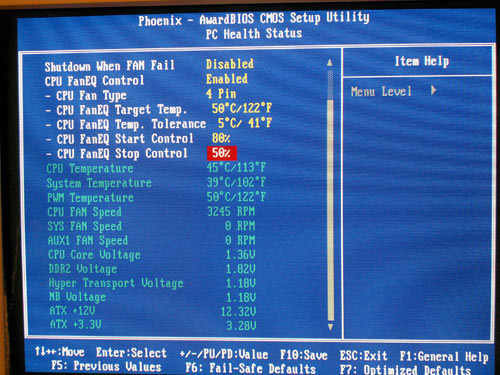 Phoenix - AwardBIOS CMOS Setup Utility
PC Health Status
Shutdown When FAN Fail Disabled
CPU FanEQ Control Enabled
- CPU Fan Type 4 Pin
- CPU FanEQ Target Temp. 50°C/122°F
- CPU FanEQ Temp. Tolerance 5°C/ 41°F
- CPU FanEQ Start Control 80%
- CPU FanEQ Stop Control 50%
CPU Temperature 45°C/113°F
System Temperature 39°C/102°F
PWM Temperature 50°C/122°F
CPU FAN Speed 3245 RPM
SYS FAN Speed 0 RPM
AUX1 FAN Speed 0 RPM
CPU Core Voltage 1.36V
DDR2 Voltage 1.82V
Hyper Transport Voltage 1.18V
NB Voltage 1.18V
ATX +12V 12.32V
ATX +3.3V 3.28V
Item Help
Menu Level ▶
↑↓→←:Move Enter:Select +/-/PU/PD:Value F10:Save ESC:Exit F1:General Help
F5: Previous Values F6: Fail-Safe Defaults F7: Optimized Defaults